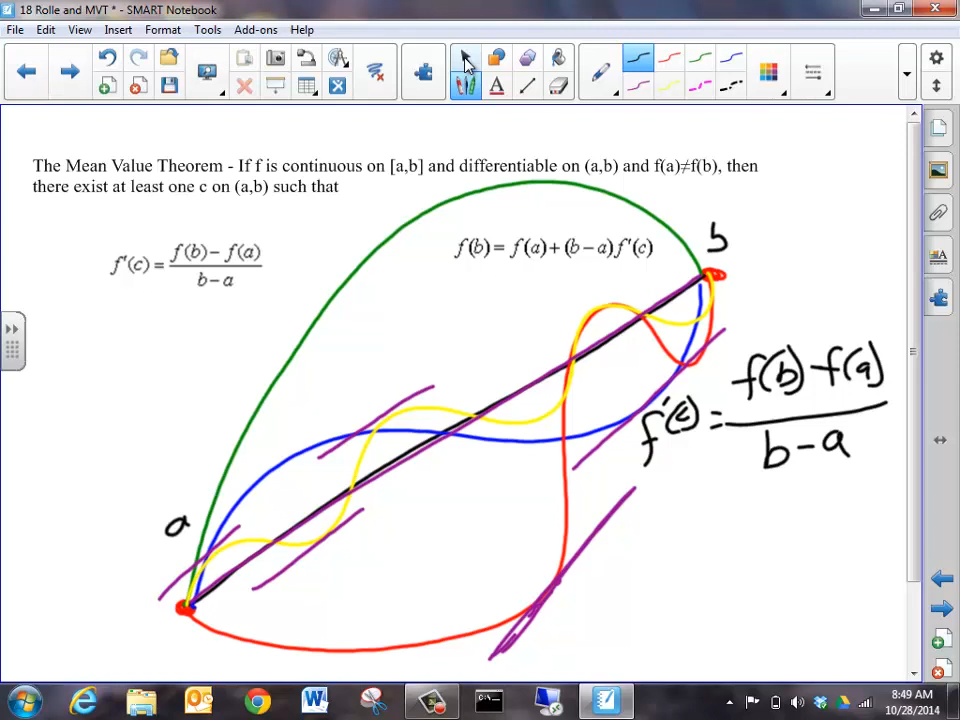 18 Rolle and MVT * - SMART Notebook
File Edit View Insert Format Tools Add-ons Help
The Mean Value Theorem - If f is continuous on [a,b] and differentiable on (a,b) and f(a)≠f(b), then
there exist at least one c on (a,b) such that
f'(c) = f(b) − f(a) / b − a
f(b) = f(a) + (b − a) f'(c)
b
a
f'(c) = f(b) - f(a) / b - a
8:49 AM
10/28/2014